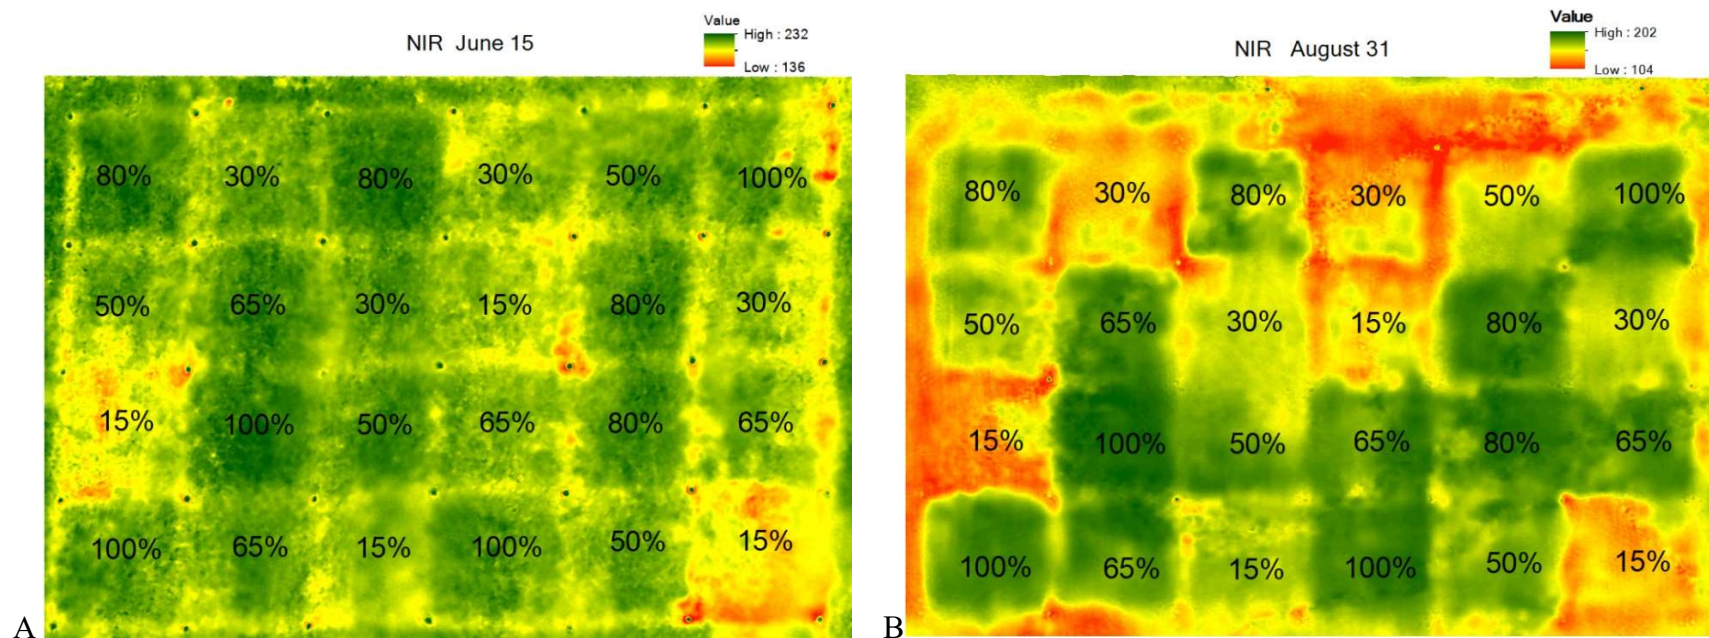 NIR June 15
Value
High : 232
Low : 136
80% 30% 80% 30% 50% 100%
50% 65% 30% 15% 80% 30%
15% 100% 50% 65% 80% 65%
100% 65% 15% 100% 50% 15%
A
NIR August 31
Value
High : 202
Low : 104
80% 30% 80% 30% 50% 100%
50% 65% 30% 15% 80% 30%
15% 100% 50% 65% 80% 65%
100% 65% 15% 100% 50% 15%
B